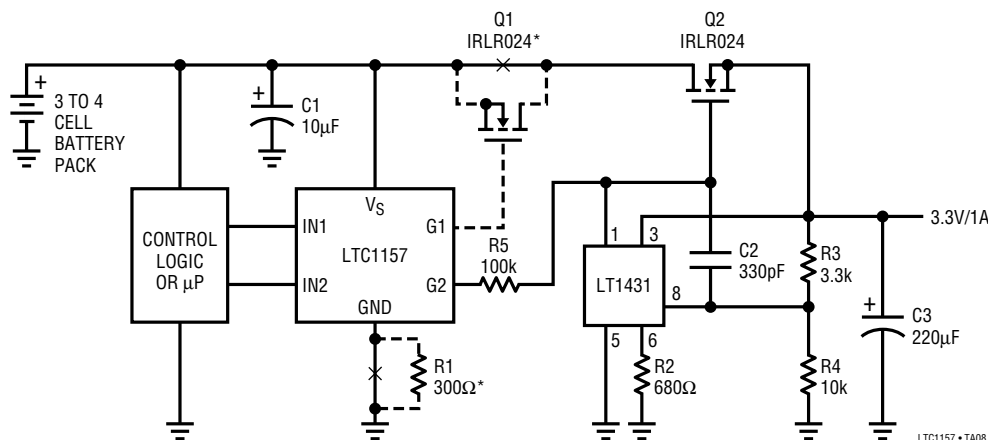 Q1
IRLR024*
Q2
IRLR024
+
3 TO 4
CELL
BATTERY
PACK
+
C1
10µF
CONTROL
LOGIC
OR µP
IN1
IN2
VS
LTC1157
GND
G1
G2
R5
100k
1
3
LT1431
8
5
6
C2
330pF
R3
3.3k
3.3V/1A
+
C3
220µF
R4
10k
R1
300Ω*
R2
680Ω
LTC1157 • TA08